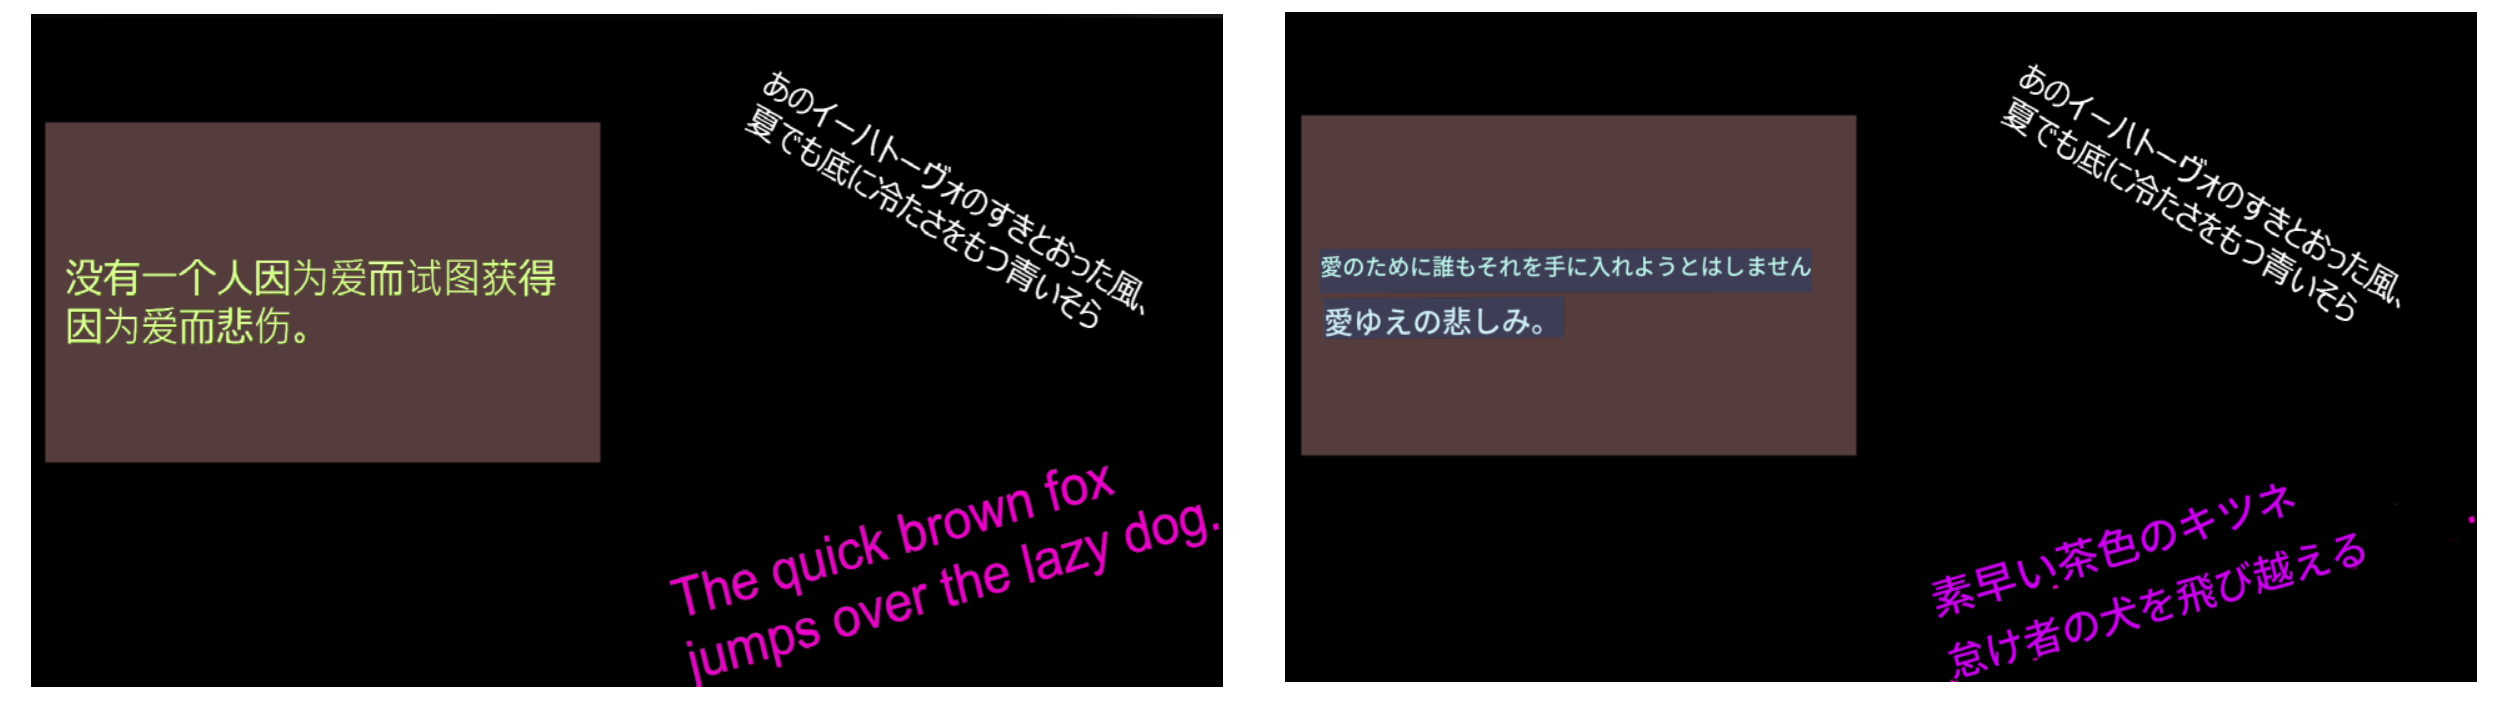 没有一个人因为爱而试图获得
因为爱而悲伤。
あのイーハトーヴォのすきとおった風、
夏でも底に冷たさをもつ青いそら
The quick brown fox
jumps over the lazy dog.
愛のために誰もそれを手に入れようとはしません
愛ゆえの悲しみ。
あのイーハトーヴォのすきとおった風、
夏でも底に冷たさをもつ青いそら
素早い茶色のキツネ
怠け者の犬を飛び越える